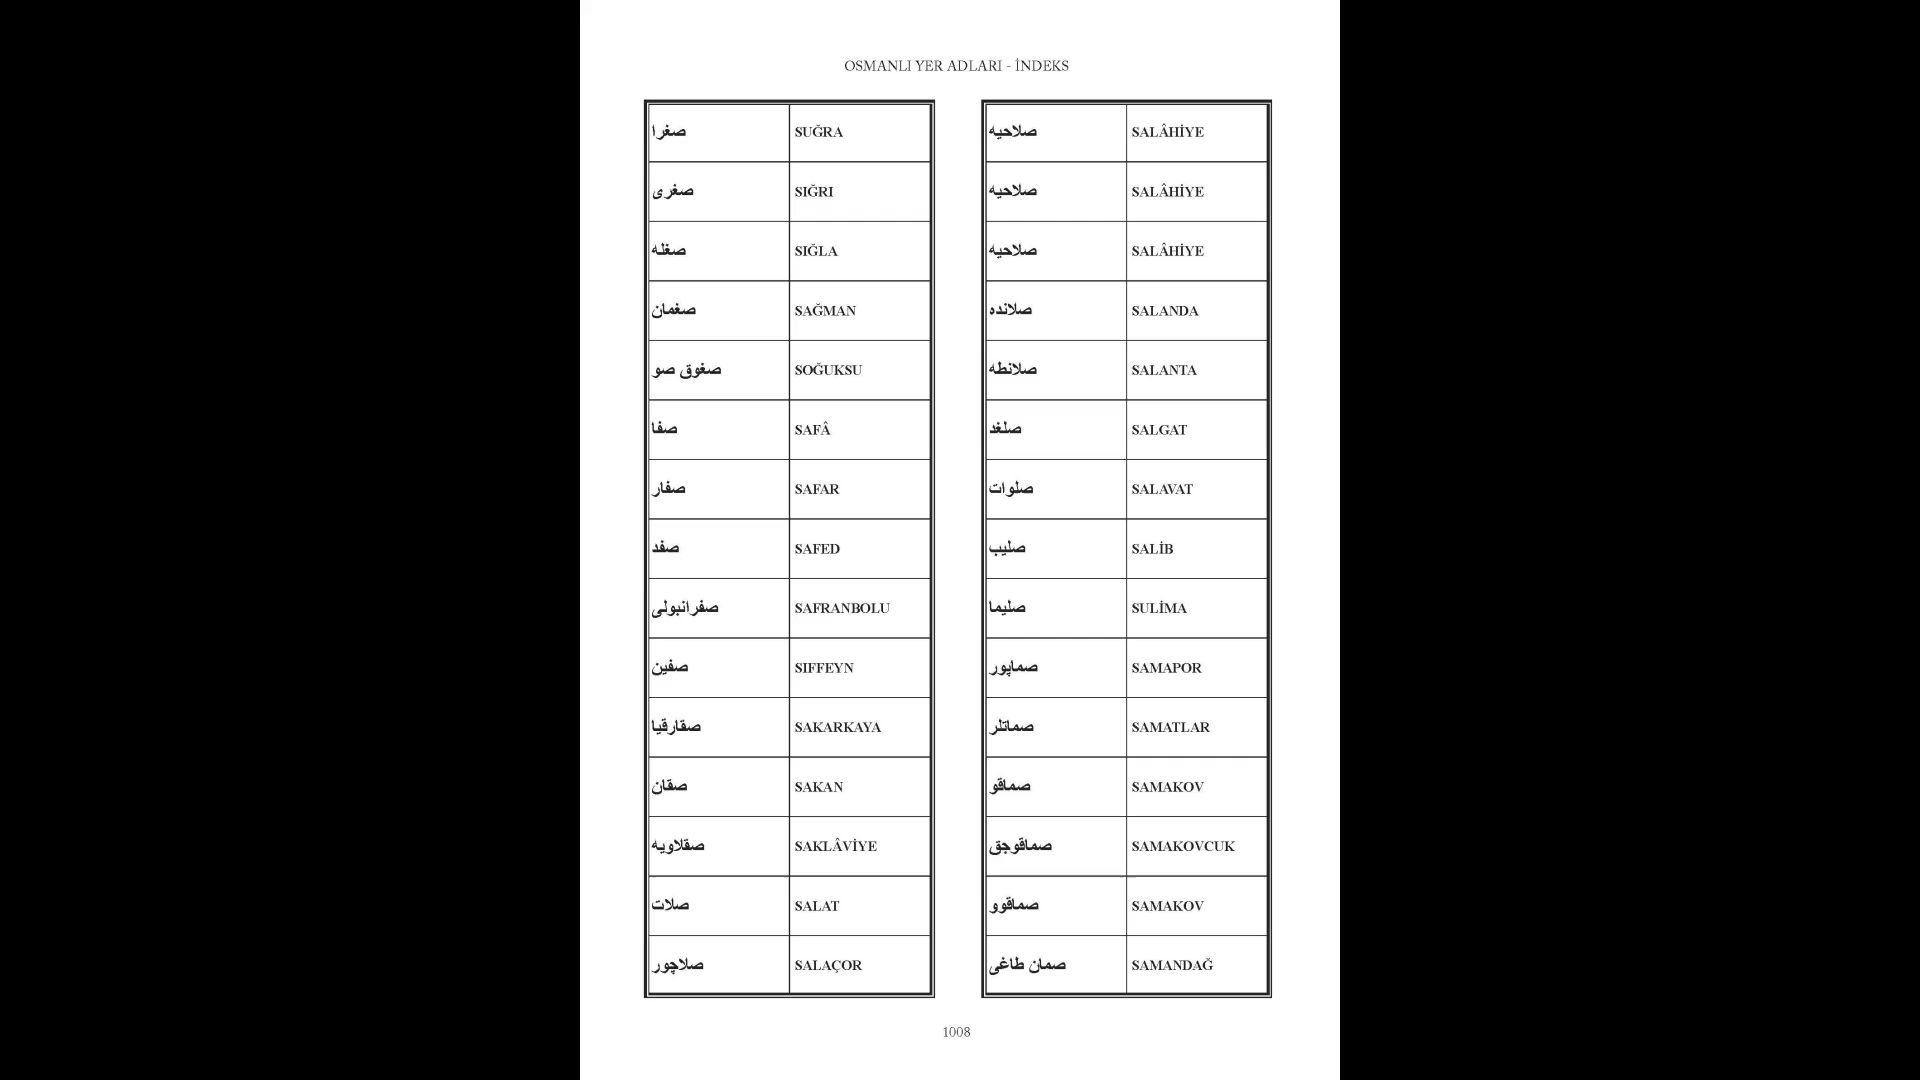 OSMANLI YER ADLARI - İNDEKS
صغرا SUĞRA
صغرى SIĞRI
صغله SIĞLA
صغمان SAĞMAN
صغوق صو SOĞUKSU
صفا SAFÂ
صفار SAFAR
صفد SAFED
صفرانبولى SAFRANBOLU
صفين SIFFEYN
صقارقيا SAKARKAYA
صقان SAKAN
صقلاويه SAKLÂVİYE
صلات SALAT
صلاچور SALAÇOR
صلاحيه SALÂHİYE
صلاحيه SALÂHİYE
صلاحيه SALÂHİYE
صلانده SALANDA
صلانطه SALANTA
صلغد SALGAT
صلوات SALAVAT
صليب SALİB
صليما SULİMA
صماپور SAMAPOR
صماتلر SAMATLAR
صماقو SAMAKOV
صماقوجق SAMAKOVCUK
صماقوو SAMAKOV
صمان طاغى SAMANDAĞ
1008